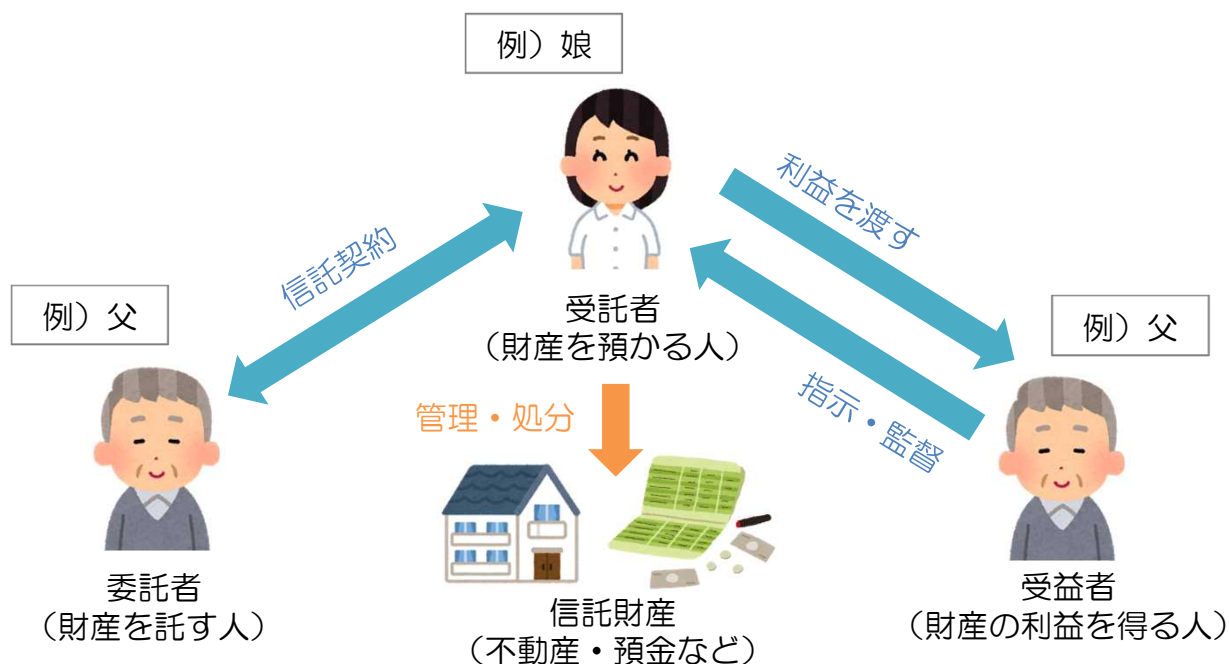 例）娘
利益を渡す
信託契約
例）父
受託者
（財産を預かる人）
例）父
指示・監督
管理・処分
委託者
（財産を託す人）
信託財産
（不動産・預金など）
受益者
（財産の利益を得る人）